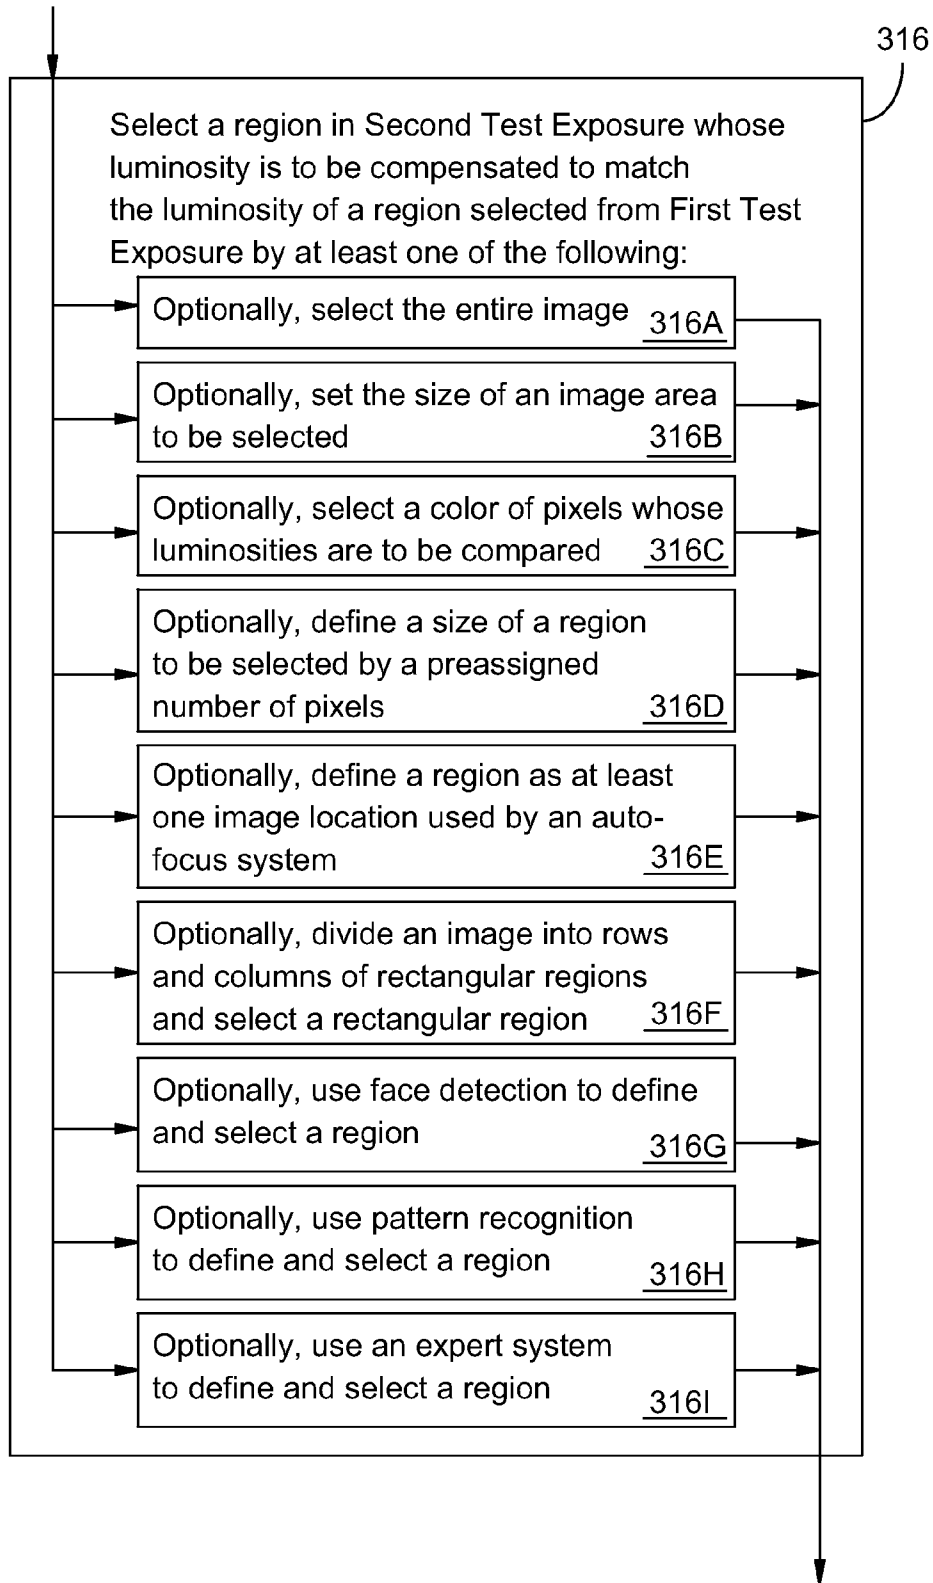 316
Select a region in Second Test Exposure whose
luminosity is to be compensated to match
the luminosity of a region selected from First Test
Exposure by at least one of the following:
Optionally, select the entire image
316A
Optionally, set the size of an image area
to be selected
316B
Optionally, select a color of pixels whose
luminosities are to be compared
316C
Optionally, define a size of a region
to be selected by a preassigned
number of pixels
316D
Optionally, define a region as at least
one image location used by an auto-
focus system
316E
Optionally, divide an image into rows
and columns of rectangular regions
and select a rectangular region
316F
Optionally, use face detection to define
and select a region
316G
Optionally, use pattern recognition
to define and select a region
316H
Optionally, use an expert system
to define and select a region
316I